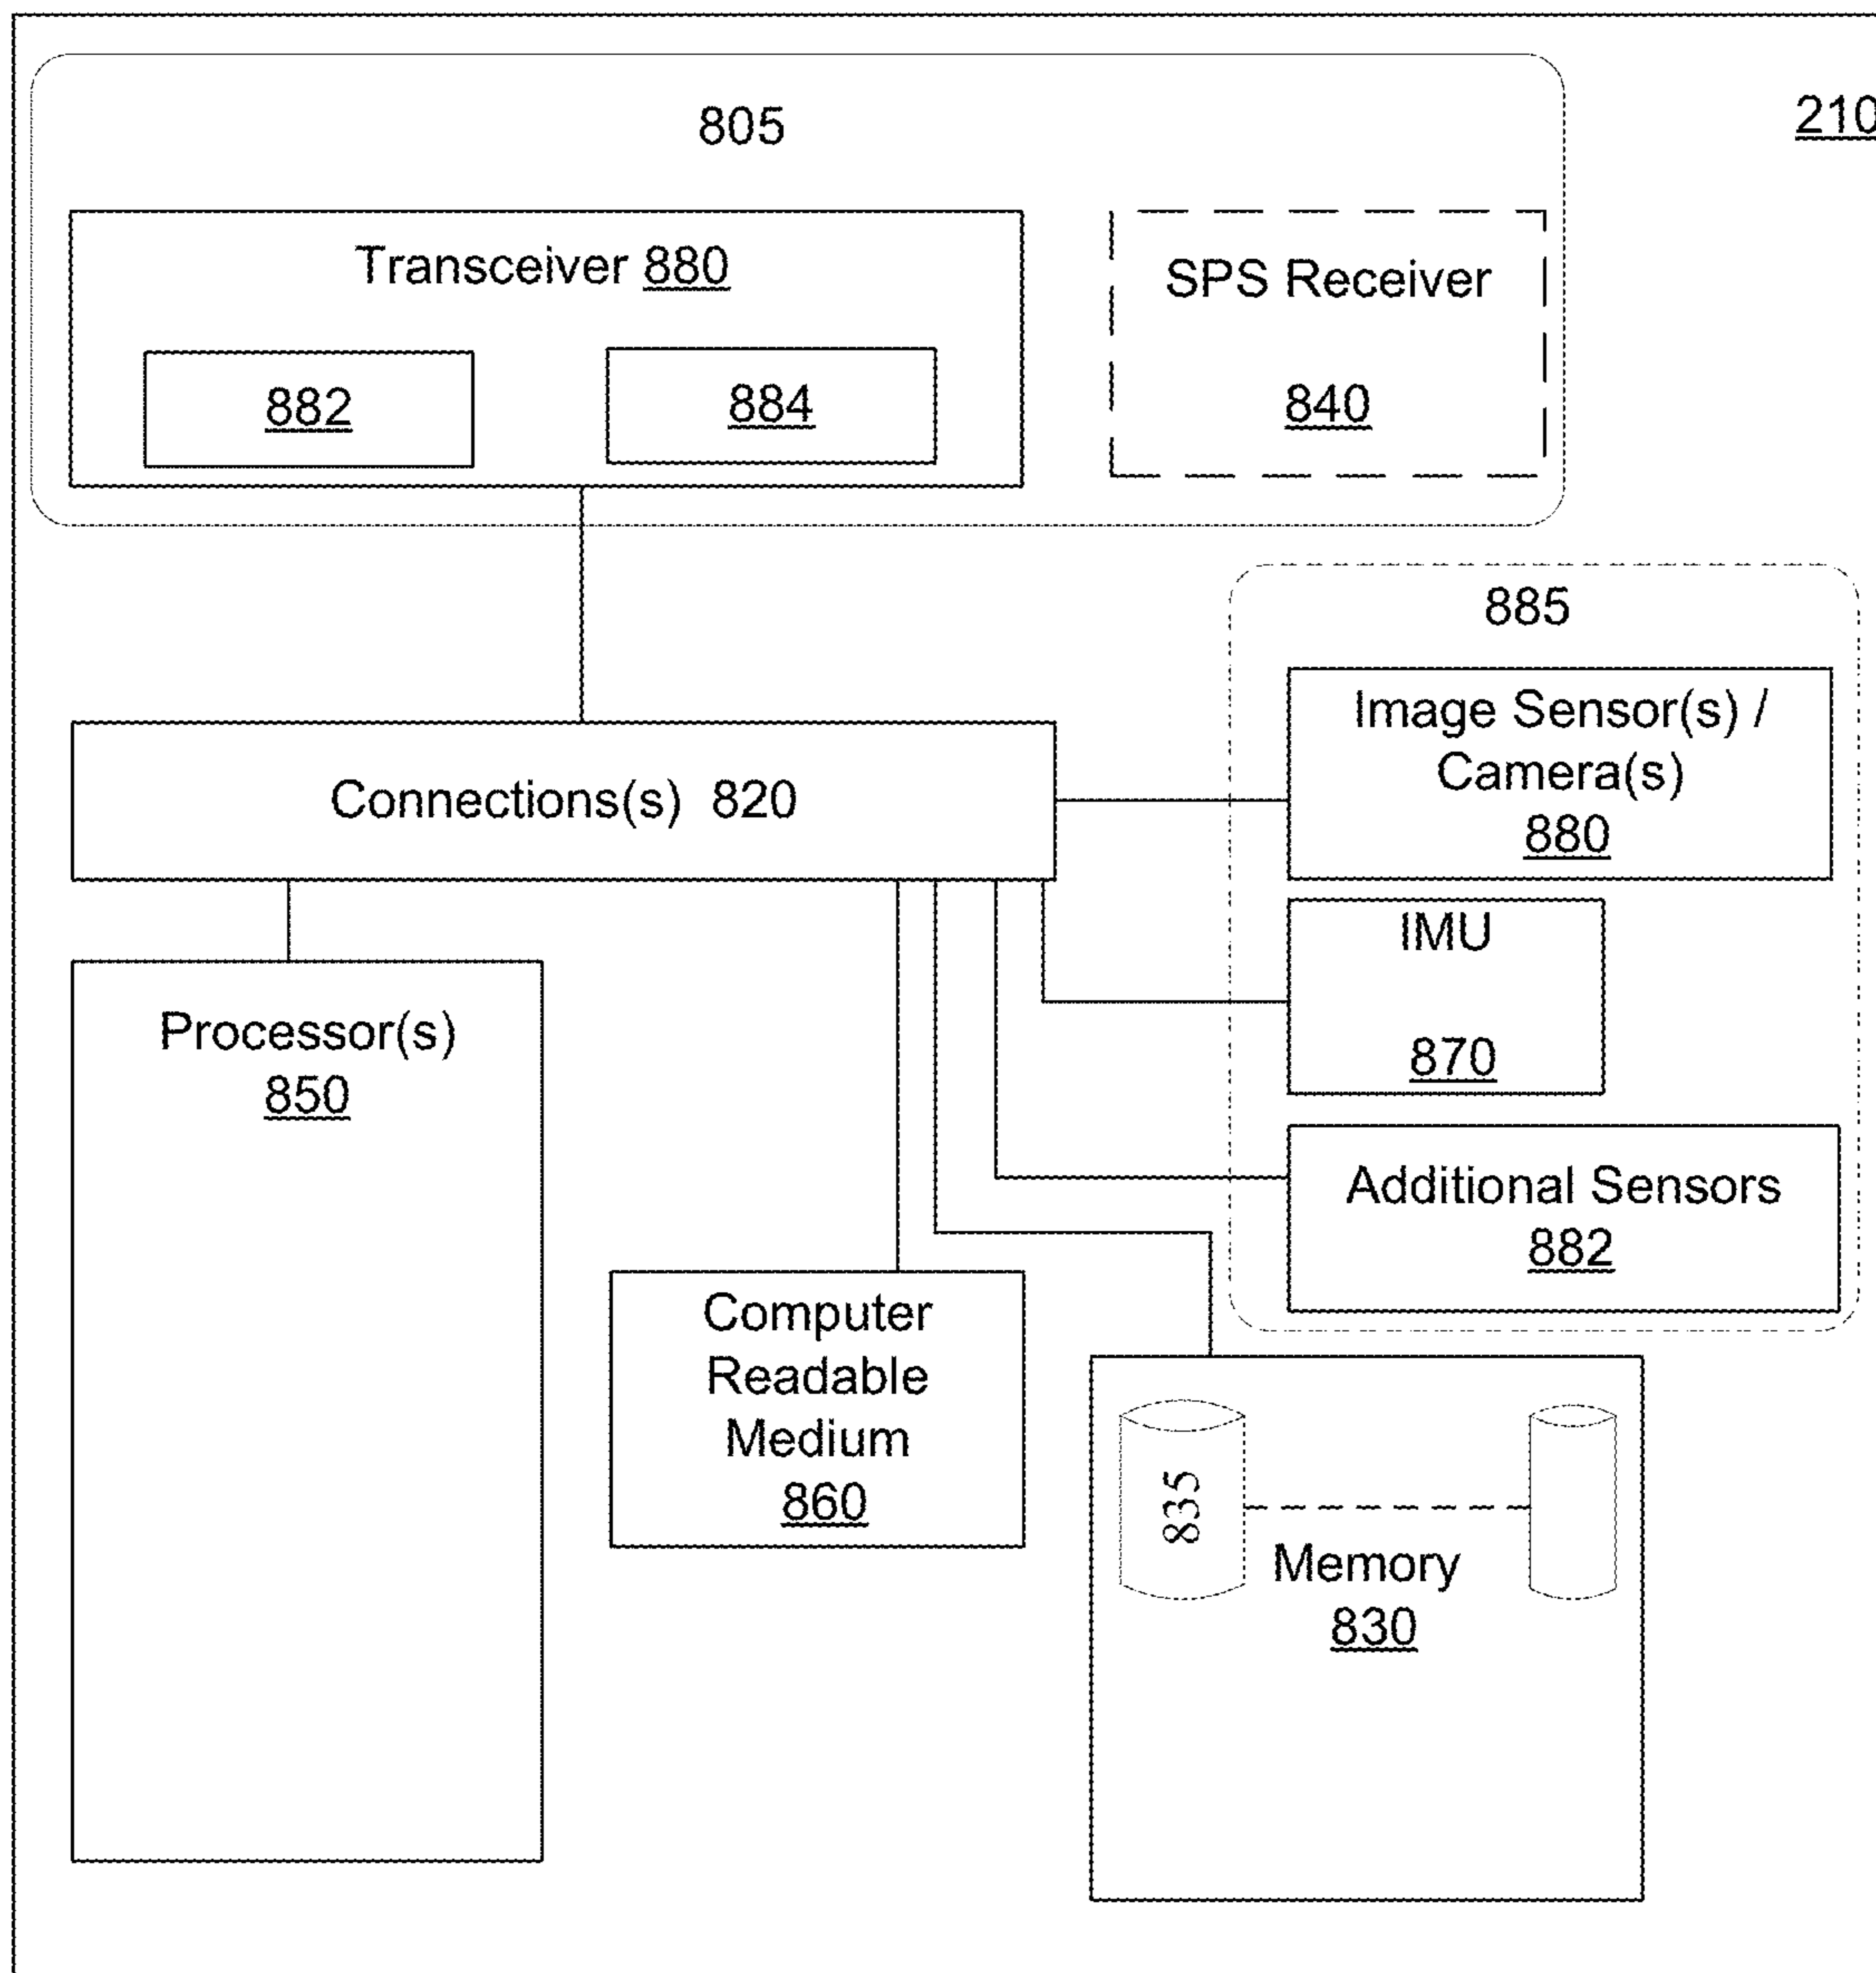 805
210
Transceiver 880
SPS Receiver
882
884
840
885
Image Sensor(s) /
Camera(s)
880
Connections(s) 820
IMU
870
Processor(s)
850
Additional Sensors
882
Computer
Readable
Medium
860
835
Memory
830